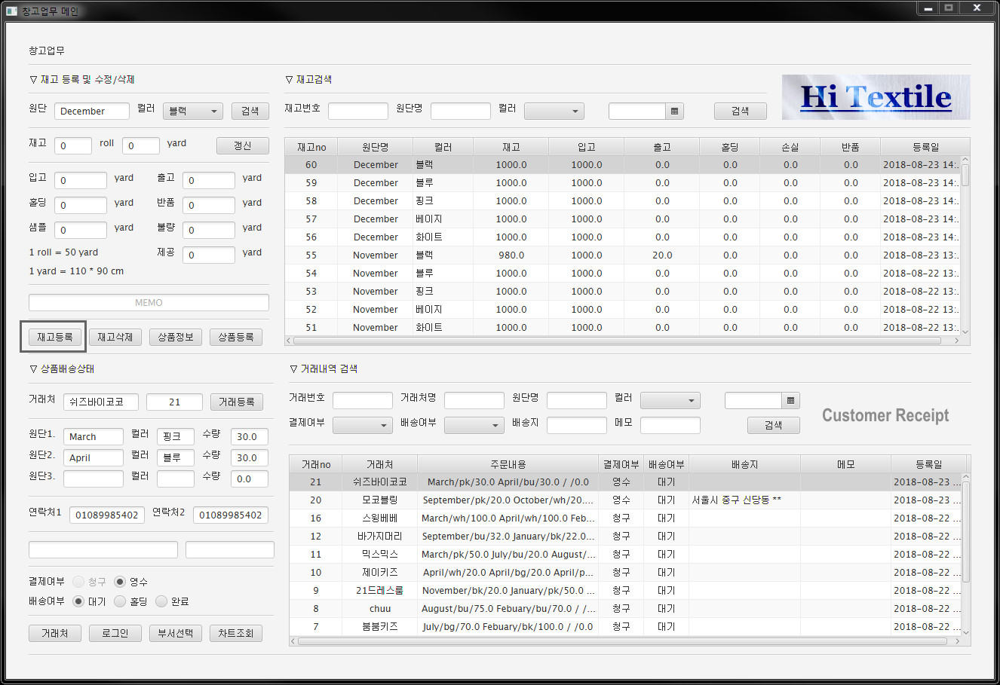 창고업무 메인
창고업무
▽ 재고 등록 및 수정/삭제
원단 December 컬러 블랙 검색
재고 0 roll 0 yard 갱신
입고 0 yard 출고 0 yard
홀딩 0 yard 반품 0 yard
샘플 0 yard 불량 0 yard
1 roll = 50 yard 제공 0 yard
1 yard = 110 * 90 cm
MEMO
재고등록 재고삭제 상품정보 상품등록
▽ 재고검색
재고번호 원단명 컬러 검색
Hi Textile
재고no 원단명 컬러 재고 입고 출고 홀딩 손실 반품 등록일
60 December 블랙 1000.0 1000.0 0.0 0.0 0.0 0.0 2018-08-23 14:.
59 December 블루 1000.0 1000.0 0.0 0.0 0.0 0.0 2018-08-23 14:.
58 December 핑크 1000.0 1000.0 0.0 0.0 0.0 0.0 2018-08-23 14:.
57 December 베이지 1000.0 1000.0 0.0 0.0 0.0 0.0 2018-08-23 14:.
56 December 화이트 1000.0 1000.0 0.0 0.0 0.0 0.0 2018-08-23 14:.
55 November 블랙 980.0 1000.0 20.0 0.0 0.0 0.0 2018-08-23 13:.
54 November 블루 1000.0 1000.0 0.0 0.0 0.0 0.0 2018-08-22 13:.
53 November 핑크 1000.0 1000.0 0.0 0.0 0.0 0.0 2018-08-22 13:.
52 November 베이지 1000.0 1000.0 0.0 0.0 0.0 0.0 2018-08-22 13:.
51 November 화이트 1000.0 1000.0 0.0 0.0 0.0 0.0 2018-08-22 13:.
▽ 상품배송상태
거래처 쉬즈바이코코 21 거래등록
원단1. March 컬러 핑크 수량 30.0
원단2. April 컬러 블루 수량 30.0
원단3. 컬러 수량 0.0
연락처1 01089985402 연락처2 01089985402
결제여부 청구 영수
배송여부 대기 홀딩 완료
거래처 로그인 부서선택 차트조회
▽ 거래내역 검색
거래번호 거래처명 원단명 컬러
결제여부 배송여부 배송지 메모 검색
Customer Receipt
거래no 거래처 주문내용 결제여부 배송여부 배송지 메모 등록일
21 쉬즈바이코코 March/pk/30.0 April/bu/30.0 / /0.0 영수 대기 2018-08-23 ...
20 모코블링 September/pk/20.0 October/wh/20.... 영수 대기 서울시 중구 신당동 ** 2018-08-22 ...
16 스윙베베 March/wh/100.0 April/wh/100.0 Feb... 청구 대기 2018-08-22 ...
12 바가지머리 September/bu/32.0 January/bk/22.0... 청구 대기 2018-08-22 ...
11 믹스믹스 March/pk/50.0 July/bu/20.0 August/... 청구 대기 2018-08-22 ...
10 제이키즈 April/wh/20.0 April/bg/20.0 April/p... 청구 대기 2018-08-22 ...
9 21드레스룸 November/bk/20.0 January/pk/50.0 ... 청구 대기 2018-08-22 ...
8 chuu August/bu/75.0 Febuary/bu/70.0 / /... 청구 대기 2018-08-22 ...
7 붐붐키즈 July/bg/70.0 Febuary/bk/100.0 / /0.0 청구 대기 2018-08-22 ...